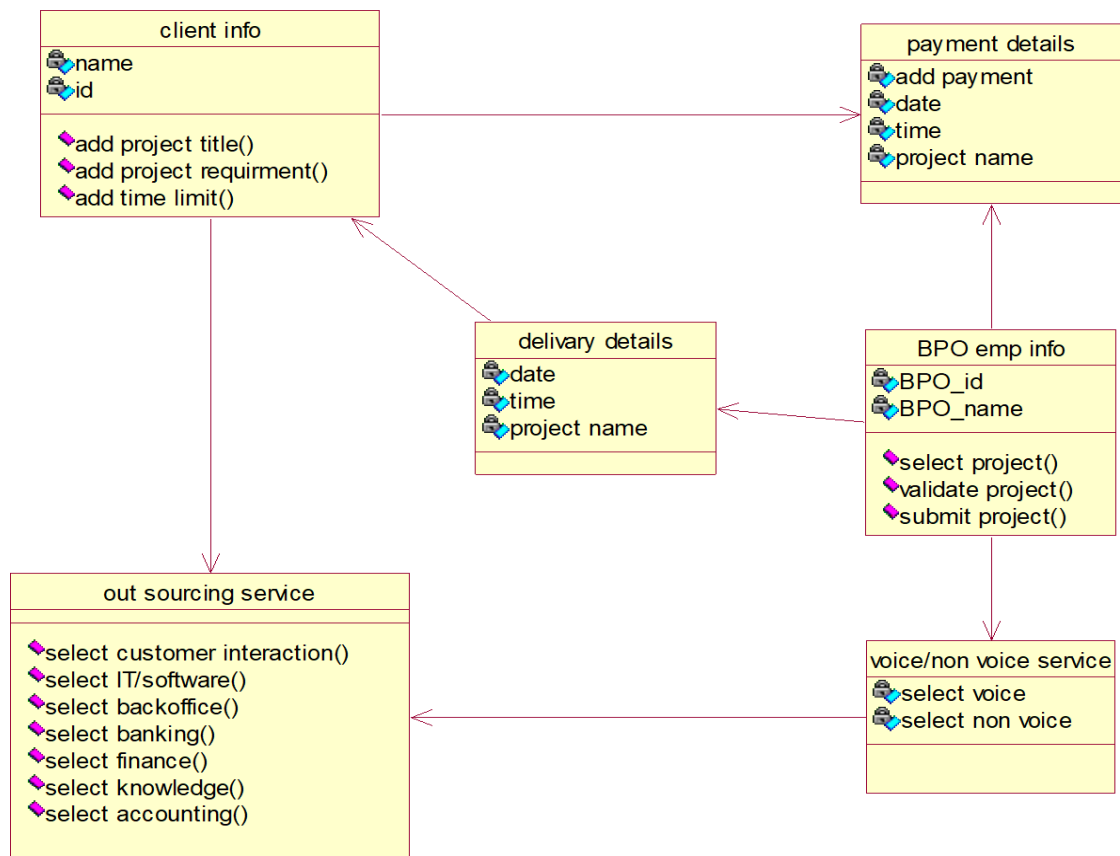 client info
name
id
add project title()
add project requirment()
add time limit()
payment details
add payment
date
time
project name
delivary details
date
time
project name
BPO emp info
BPO_id
BPO_name
select project()
validate project()
submit project()
out sourcing service
select customer interaction()
select IT/software()
select backoffice()
select banking()
select finance()
select knowledge()
select accounting()
voice/non voice service
select voice
select non voice